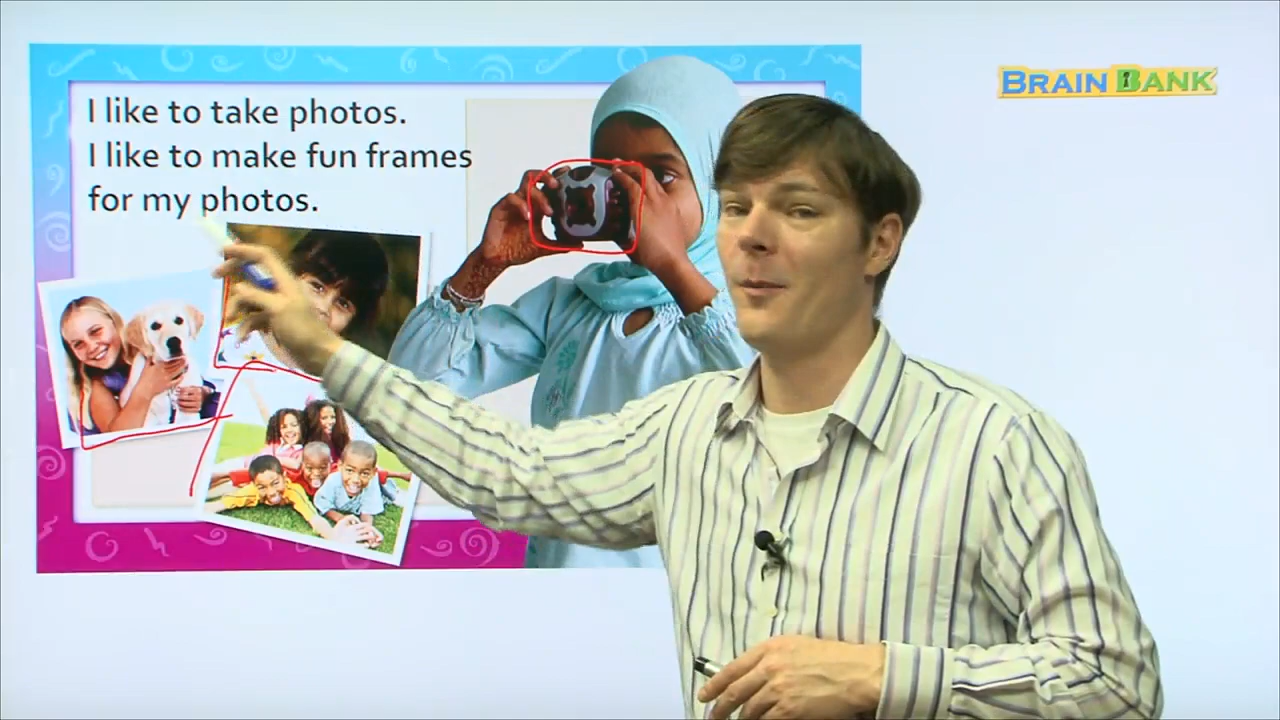 I like to take photos.
I like to make fun frames
for my photos.
BRAIN BANK